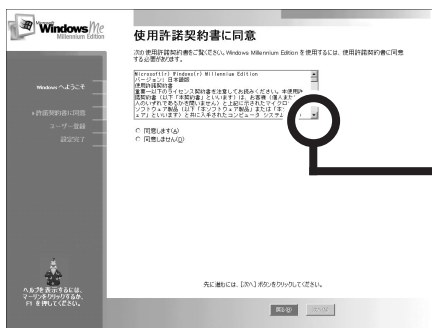 Microsoft
Windows Me
Millennium Edition
使用許諾契約書に同意
次の使用許諾契約書をご覧ください。Windows Millennium Edition を使用するには、使用許諾契約書に同意
する必要があります。
Microsoft(r) Windows(r) Millennium Edition
バージョン: 日本語版
使用許諾契約書
重要－以下のライセンス契約書を注意してお読みください。本使用許
諾契約書（以下「本契約書」といいます）は、お客様（個人または法
人のいずれであるかを問いません）と上記に示されたマイクロ
ソフトウェア製品（以下「本ソフトウェア製品」または「本
ェア」といいます）と共に入手されたコンピュータ システム
同意します(A)
同意しません(D)
Windows へようこそ
許諾契約書に同意
ユーザー登録
設定完了
ヘルプを表示するには、
マーリンをクリックするか、
F1 を押してください。
先に進むには、[次へ] ボタンをクリックしてください。
戻る(B)
次へ(N)